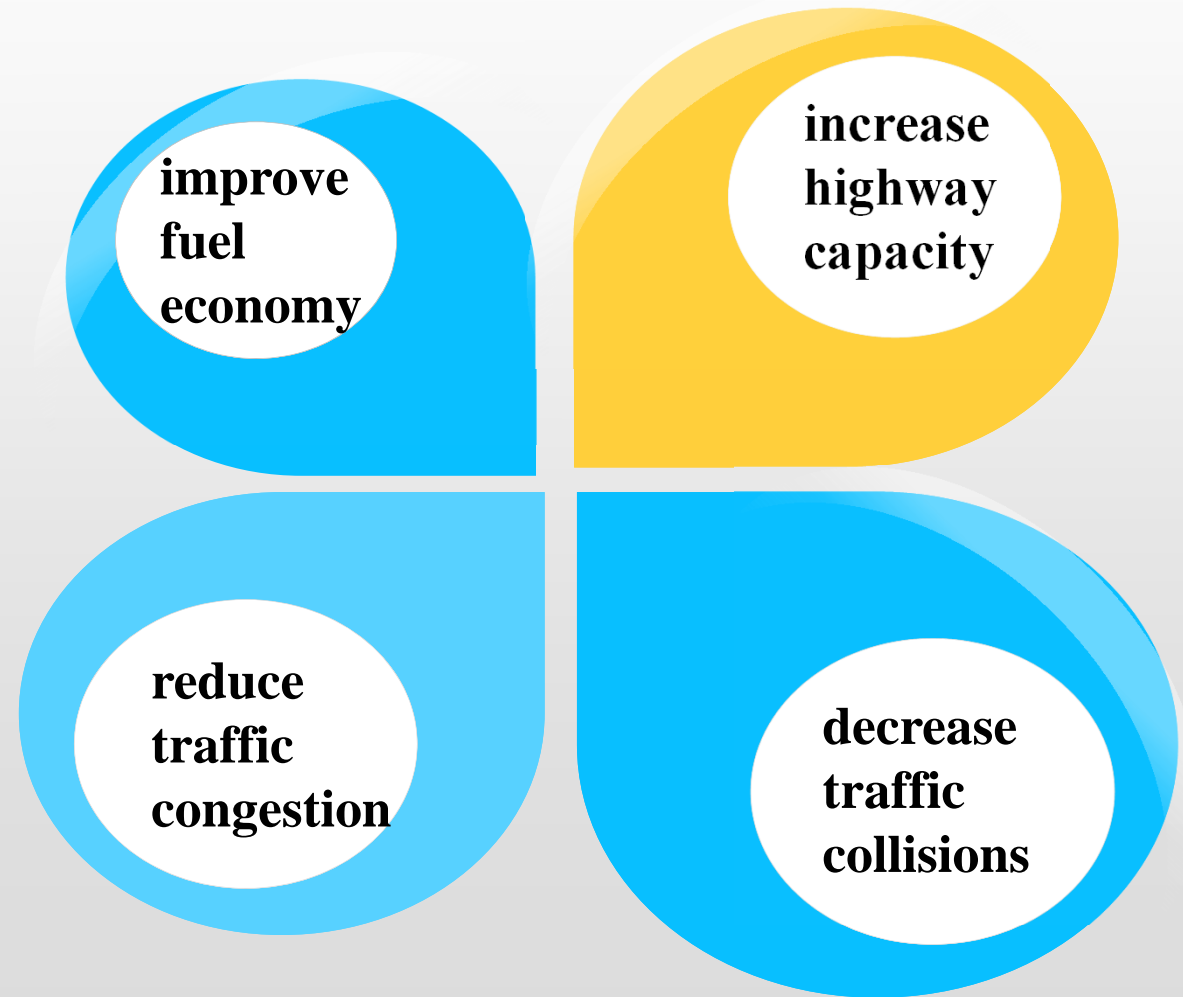 improve
fuel
economy
increase
highway
capacity
reduce
traffic
congestion
decrease
traffic
collisions